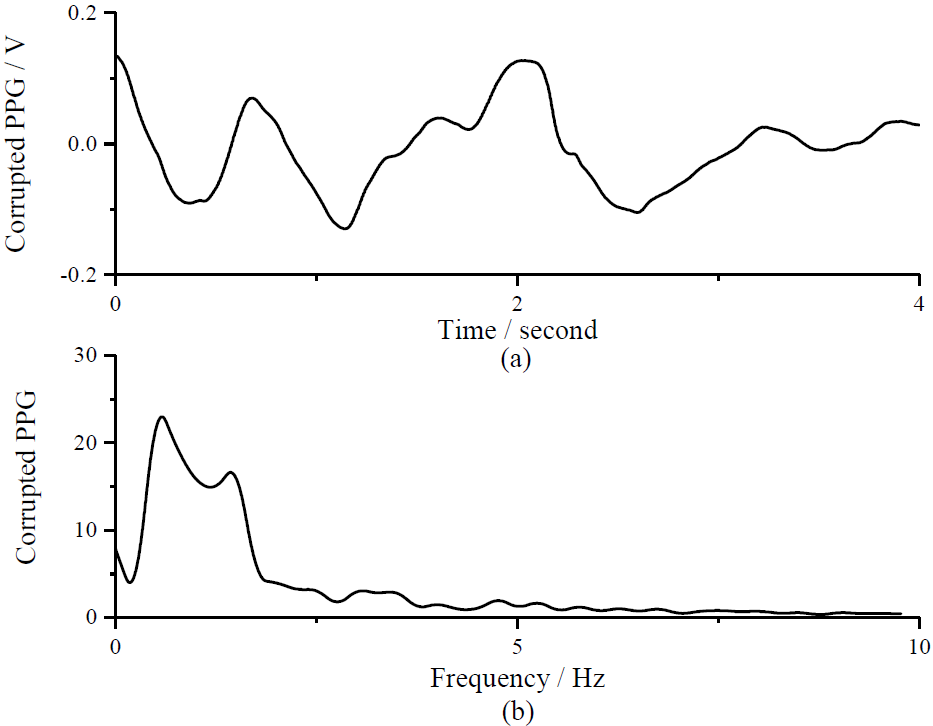 0.2
0.0
-0.2
Corrupted PPG / V
0
2
4
Time / second
(a)
30
20
10
0
Corrupted PPG
0
5
10
Frequency / Hz
(b)